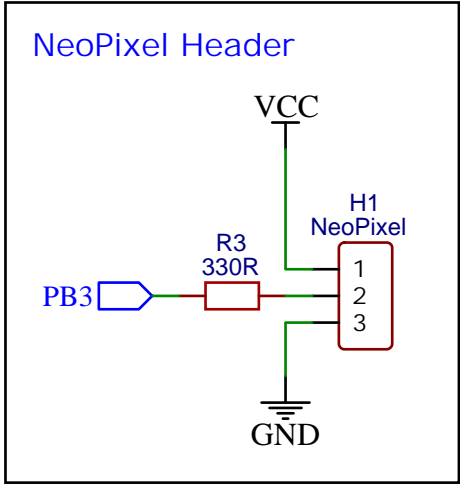 NeoPixel Header
VCC
H1
NeoPixel
R3
330R
1
PB3
2
3
GND